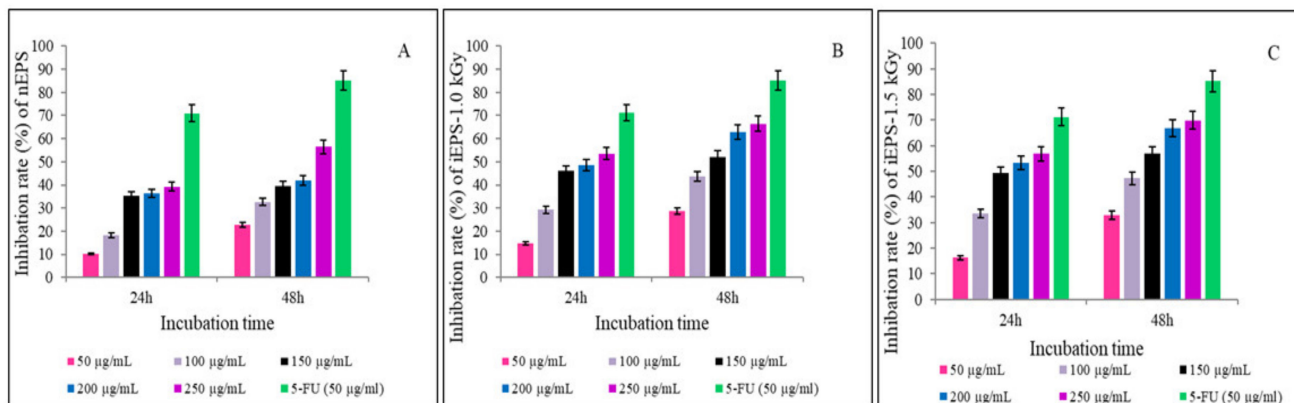 A
Inhibation rate (%) of nEPS
100
90
80
70
60
50
40
30
20
10
0
24h 48h
Incubation time
50 µg/mL 100 µg/mL 150 µg/mL
200 µg/mL 250 µg/mL 5-FU (50 µg/ml)
B
Inhibation rate (%) of iEPS-1.0 kGy
100
90
80
70
60
50
40
30
20
10
0
24h 48h
Incubation time
50 µg/mL 100 µg/mL 150 µg/mL
200 µg/mL 250 µg/mL 5-FU (50 µg/ml)
C
Inhibation rate (%) of iEPS-1.5 kGy
100
90
80
70
60
50
40
30
20
10
0
24h 48h
Incubation time
50 µg/mL 100 µg/mL 150 µg/mL
200 µg/mL 250 µg/mL 5-FU (50 µg/ml)